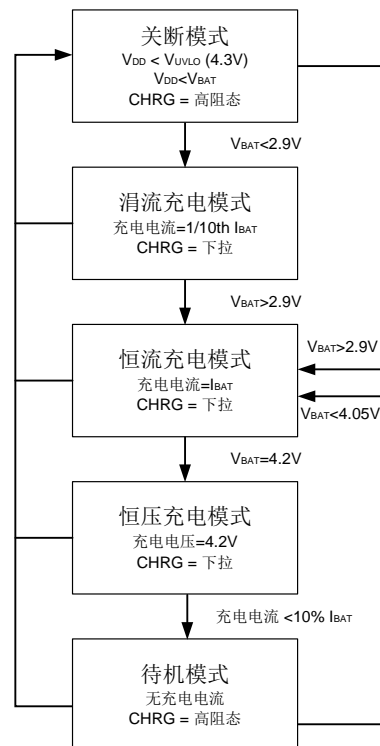 关断模式
VDD < VUVLO (4.3V)
VDD<VBAT
CHRG = 高阻态
VBAT<2.9V
涓流充电模式
充电电流=1/10th IBAT
CHRG = 下拉
VBAT>2.9V
恒流充电模式
充电电流=IBAT
CHRG = 下拉
VBAT>2.9V
VBAT<4.05V
VBAT=4.2V
恒压充电模式
充电电压=4.2V
CHRG = 下拉
充电电流 <10% IBAT
待机模式
无充电电流
CHRG = 高阻态